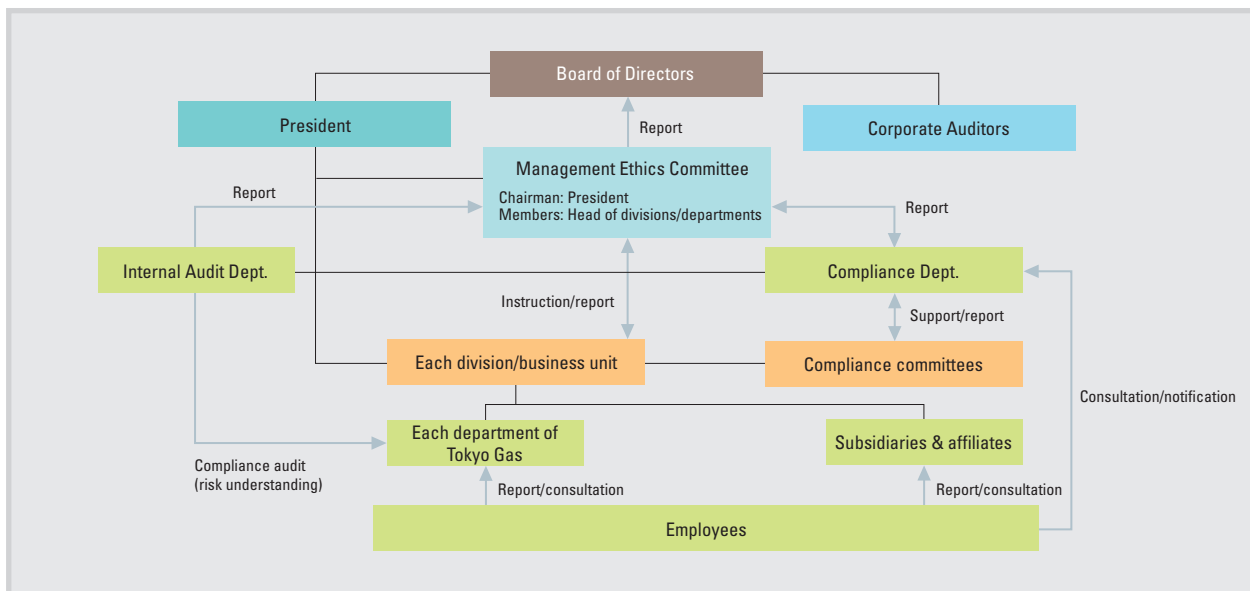 Board of Directors
President
Report
Corporate Auditors
Management Ethics Committee
Chairman: President
Members: Head of divisions/departments
Report
Report
Internal Audit Dept.
Compliance Dept.
Instruction/report
Support/report
Each division/business unit
Compliance committees
Consultation/notification
Each department of
Tokyo Gas
Subsidiaries & affiliates
Compliance audit
(risk understanding)
Report/consultation
Report/consultation
Employees